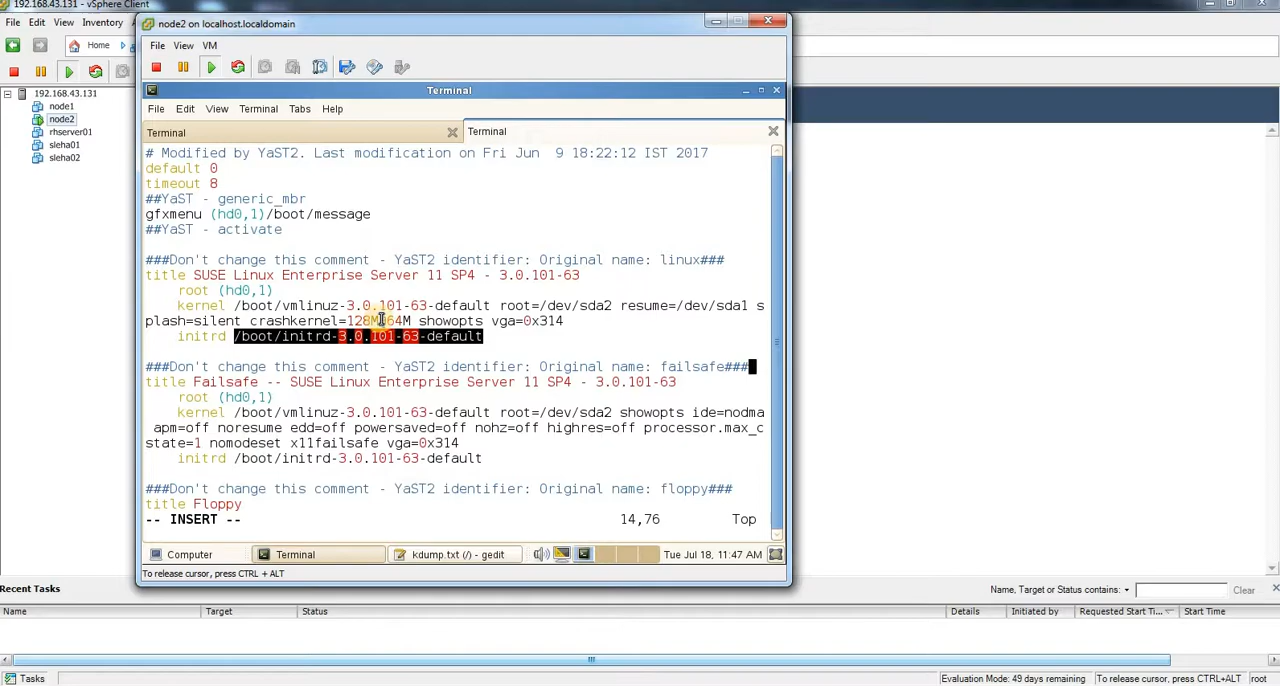 192.168.43.131 - vSphere Client
File Edit View Inventory
Home
192.168.43.131
node1
node2
rhserver01
sleha01
sleha02
node2 on localhost.localdomain
File View VM
Terminal
File Edit View Terminal Tabs Help
Terminal
Terminal
# Modified by YaST2. Last modification on Fri Jun  9 18:22:12 IST 2017
default 0
timeout 8
##YaST - generic_mbr
gfxmenu (hd0,1)/boot/message
##YaST - activate
###Don't change this comment - YaST2 identifier: Original name: linux###
title SUSE Linux Enterprise Server 11 SP4 - 3.0.101-63
root (hd0,1)
kernel /boot/vmlinuz-3.0.101-63-default root=/dev/sda2 resume=/dev/sda1 s
plash=silent crashkernel=128M 64M showopts vga=0x314
initrd /boot/initrd-3.0.101-63-default
###Don't change this comment - YaST2 identifier: Original name: failsafe###
title Failsafe -- SUSE Linux Enterprise Server 11 SP4 - 3.0.101-63
root (hd0,1)
kernel /boot/vmlinuz-3.0.101-63-default root=/dev/sda2 showopts ide=nodma
apm=off noresume edd=off powersaved=off nohz=off highres=off processor.max_c
state=1 nomodeset x11failsafe vga=0x314
initrd /boot/initrd-3.0.101-63-default
###Don't change this comment - YaST2 identifier: Original name: floppy###
title Floppy
-- INSERT -- 14,76 Top
Computer Terminal kdump.txt (/) - gedit Tue Jul 18, 11:47 AM
To release cursor, press CTRL + ALT
Recent Tasks
Name, Target or Status contains: Clear
Name Target Status Details Initiated by Requested Start Ti... Start Time
Tasks Evaluation Mode: 49 days remaining To release cursor, press CTRL+ALT root